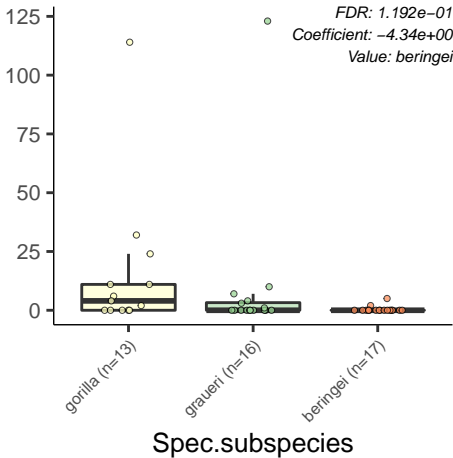 FDR: 1.192e−01
Coefficient: −4.34e+00
Value: beringei
125
100
75
50
25
0
gorilla (n=13)
graueri (n=16)
beringei (n=17)
Spec.subspecies